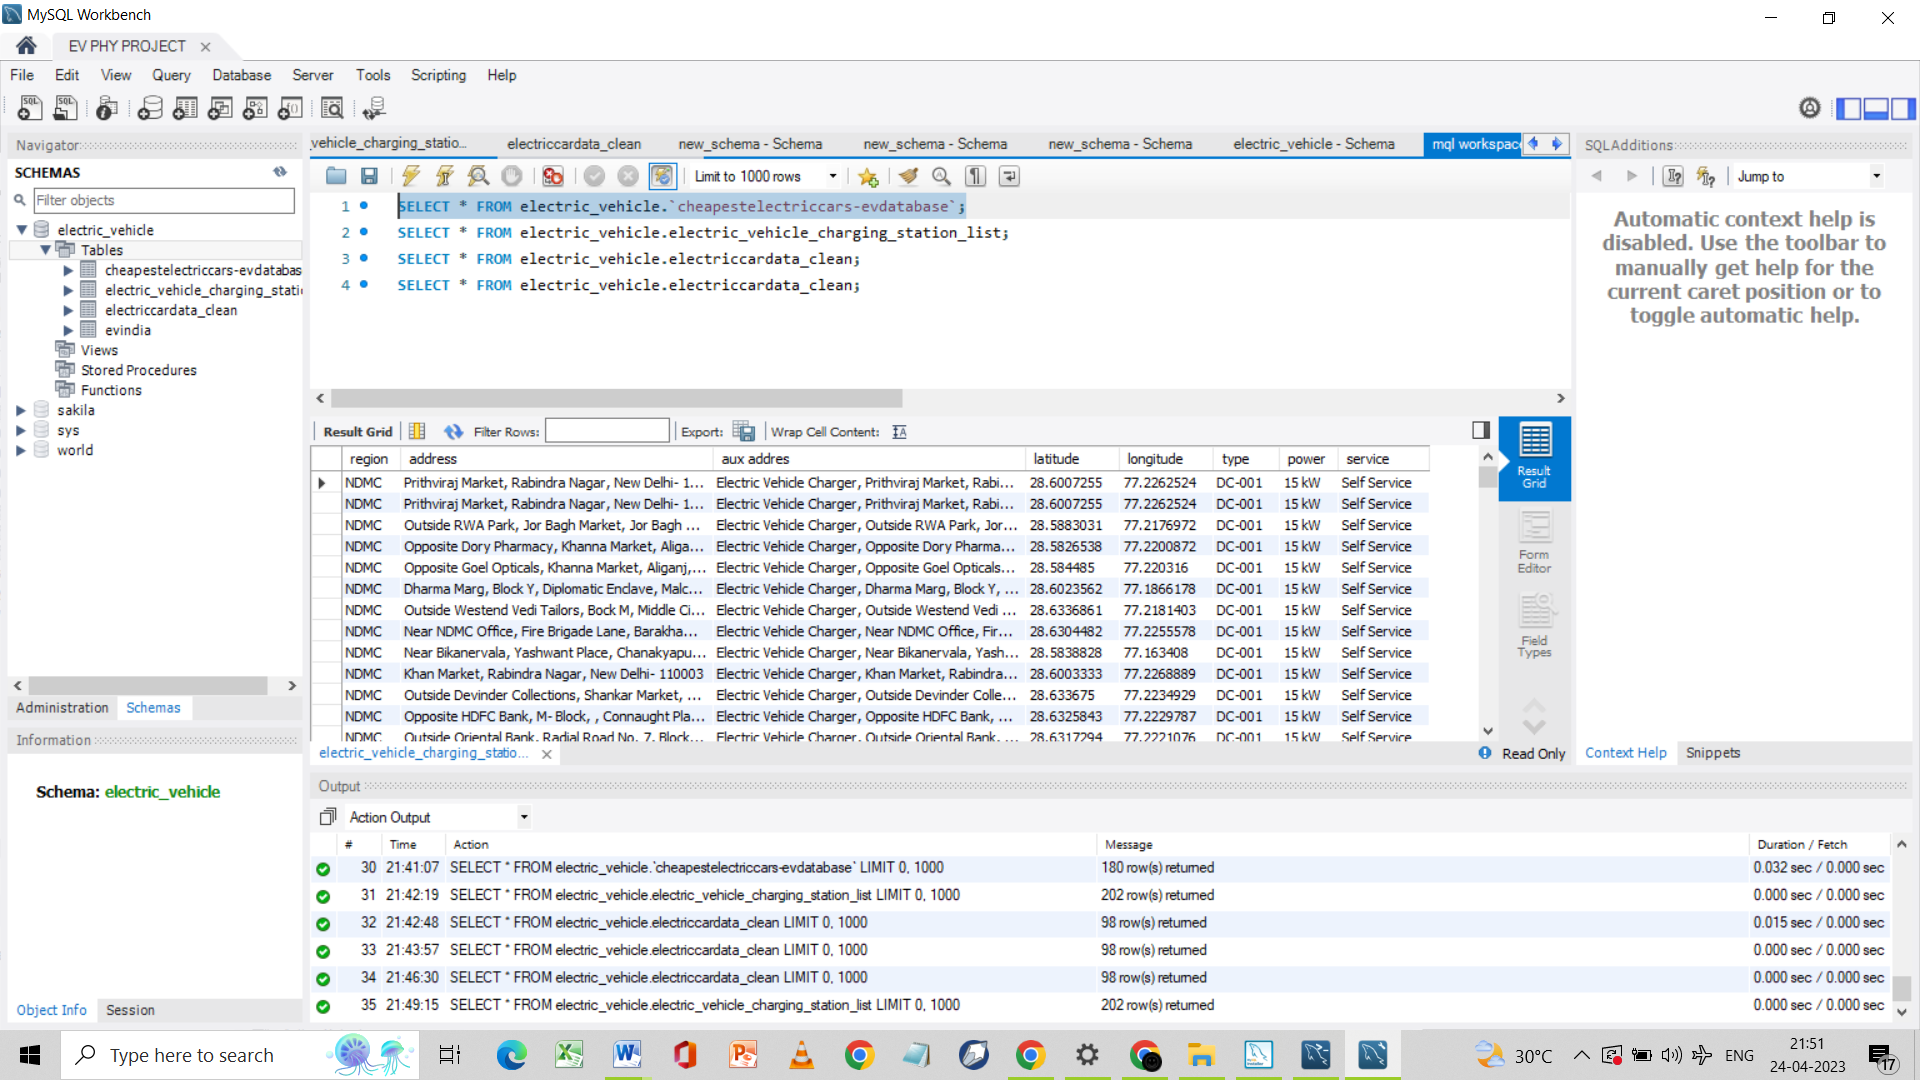 MySQL Workbench
EV PHY PROJECT
File Edit View Query Database Server Tools Scripting Help
Navigator
SCHEMAS
Filter objects
electric_vehicle
Tables
cheapestelectriccars-evdatabas
electric_vehicle_charging_stati
electriccardata_clean
evindia
Views
Stored Procedures
Functions
sakila
sys
world
Administration Schemas
Information
Schema: electric_vehicle
Object Info Session
_vehicle_charging_statio... electriccardata_clean new_schema - Schema new_schema - Schema new_schema - Schema electric_vehicle - Schema mql workspac
Limit to 1000 rows
1 SELECT * FROM electric_vehicle.`cheapestelectriccars-evdatabase`;
2 SELECT * FROM electric_vehicle.electric_vehicle_charging_station_list;
3 SELECT * FROM electric_vehicle.electriccardata_clean;
4 SELECT * FROM electric_vehicle.electriccardata_clean;
Result Grid Filter Rows: Export: Wrap Cell Content:
region address aux addres latitude longitude type power service
NDMC Prithviraj Market, Rabindra Nagar, New Delhi- 1... Electric Vehicle Charger, Prithviraj Market, Rabi... 28.6007255 77.2262524 DC-001 15 kW Self Service
NDMC Prithviraj Market, Rabindra Nagar, New Delhi- 1... Electric Vehicle Charger, Prithviraj Market, Rabi... 28.6007255 77.2262524 DC-001 15 kW Self Service
NDMC Outside RWA Park, Jor Bagh Market, Jor Bagh ... Electric Vehicle Charger, Outside RWA Park, Jor... 28.5883031 77.2176972 DC-001 15 kW Self Service
NDMC Opposite Dory Pharmacy, Khanna Market, Aliga... Electric Vehicle Charger, Opposite Dory Pharma... 28.5826538 77.2200872 DC-001 15 kW Self Service
NDMC Opposite Goel Opticals, Khanna Market, Aliganj,... Electric Vehicle Charger, Opposite Goel Opticals... 28.584485 77.220316 DC-001 15 kW Self Service
NDMC Dharma Marg, Block Y, Diplomatic Enclave, Malc... Electric Vehicle Charger, Dharma Marg, Block Y, ... 28.6023562 77.1866178 DC-001 15 kW Self Service
NDMC Outside Westend Vedi Tailors, Bock M, Middle Ci... Electric Vehicle Charger, Outside Westend Vedi ... 28.6336861 77.2181403 DC-001 15 kW Self Service
NDMC Near NDMC Office, Fire Brigade Lane, Barakha... Electric Vehicle Charger, Near NDMC Office, Fir... 28.6304482 77.2255578 DC-001 15 kW Self Service
NDMC Near Bikanervala, Yashwant Place, Chanakyapu... Electric Vehicle Charger, Near Bikanervala, Yash... 28.5838828 77.163408 DC-001 15 kW Self Service
NDMC Khan Market, Rabindra Nagar, New Delhi- 110003 Electric Vehicle Charger, Khan Market, Rabindra... 28.6003333 77.2268889 DC-001 15 kW Self Service
NDMC Outside Devinder Collections, Shankar Market, ... Electric Vehicle Charger, Outside Devinder Colle... 28.633675 77.2234929 DC-001 15 kW Self Service
NDMC Opposite HDFC Bank, M- Block, , Connaught Pla... Electric Vehicle Charger, Opposite HDFC Bank, ... 28.6325843 77.2229787 DC-001 15 kW Self Service
NDMC Outside Oriental Bank, Radial Road No. 7, Block... Electric Vehicle Charger, Outside Oriental Bank, ... 28.6317294 77.2221076 DC-001 15 kW Self Service
electric_vehicle_charging_statio...
Read Only
Result
Grid
Form
Editor
Field
Types
SQLAdditions
Jump to
Automatic context help is
disabled. Use the toolbar to
manually get help for the
current caret position or to
toggle automatic help.
Context Help Snippets
Output
Action Output
# Time Action Message Duration / Fetch
30 21:41:07 SELECT * FROM electric_vehicle.`cheapestelectriccars-evdatabase` LIMIT 0, 1000 180 row(s) returned 0.032 sec / 0.000 sec
31 21:42:19 SELECT * FROM electric_vehicle.electric_vehicle_charging_station_list LIMIT 0, 1000 202 row(s) returned 0.000 sec / 0.000 sec
32 21:42:48 SELECT * FROM electric_vehicle.electriccardata_clean LIMIT 0, 1000 98 row(s) returned 0.015 sec / 0.000 sec
33 21:43:57 SELECT * FROM electric_vehicle.electriccardata_clean LIMIT 0, 1000 98 row(s) returned 0.000 sec / 0.000 sec
34 21:46:30 SELECT * FROM electric_vehicle.electriccardata_clean LIMIT 0, 1000 98 row(s) returned 0.000 sec / 0.000 sec
35 21:49:15 SELECT * FROM electric_vehicle.electric_vehicle_charging_station_list LIMIT 0, 1000 202 row(s) returned 0.000 sec / 0.000 sec
Type here to search
30°C ENG
21:51
24-04-2023
17